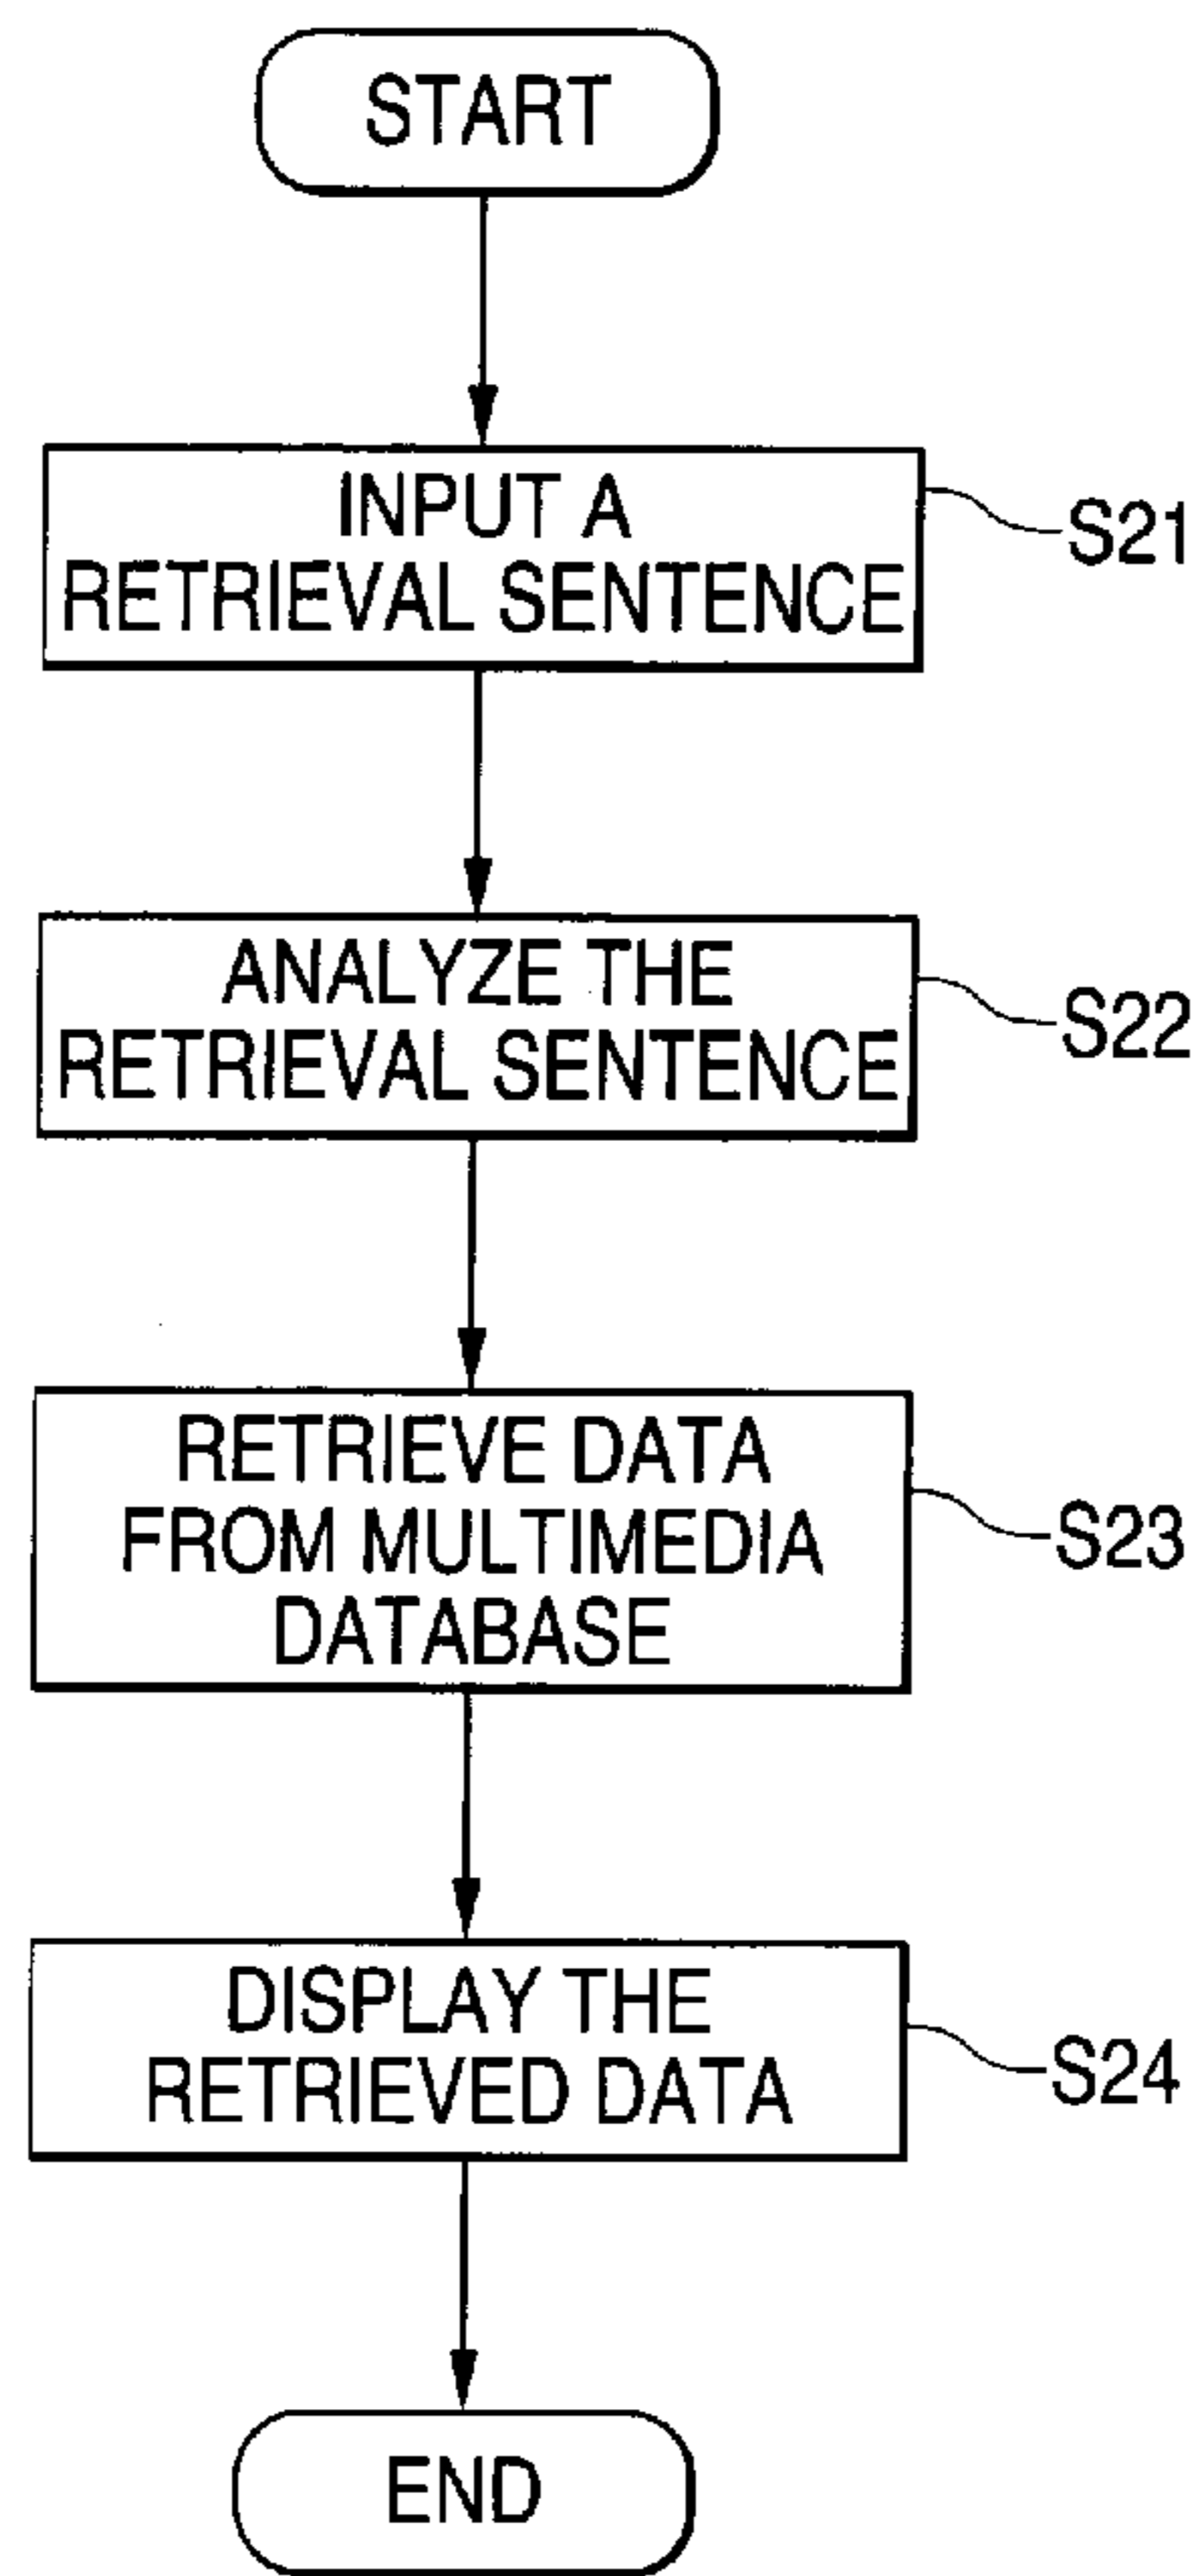 START
INPUT A
RETRIEVAL SENTENCE
S21
ANALYZE THE
RETRIEVAL SENTENCE
S22
RETRIEVE DATA
FROM MULTIMEDIA
DATABASE
S23
DISPLAY THE
RETRIEVED DATA
S24
END